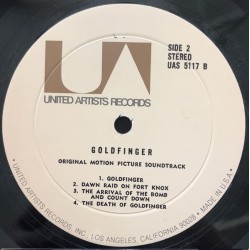 UA
UNITED ARTISTS RECORDS
SIDE 2
STEREO
UAS 5117 B
GOLDFINGER
ORIGINAL MOTION PICTURE SOUNDTRACK
1. GOLDFINGER
2. DAWN RAID ON FORT KNOX
3. THE ARRIVAL OF THE BOMB
AND COUNT DOWN
4. THE DEATH OF GOLDFINGER
UNITED ARTISTS RECORDS, INC. LOS ANGELES, CALIFORNIA 90028 • MADE IN U.S.A.